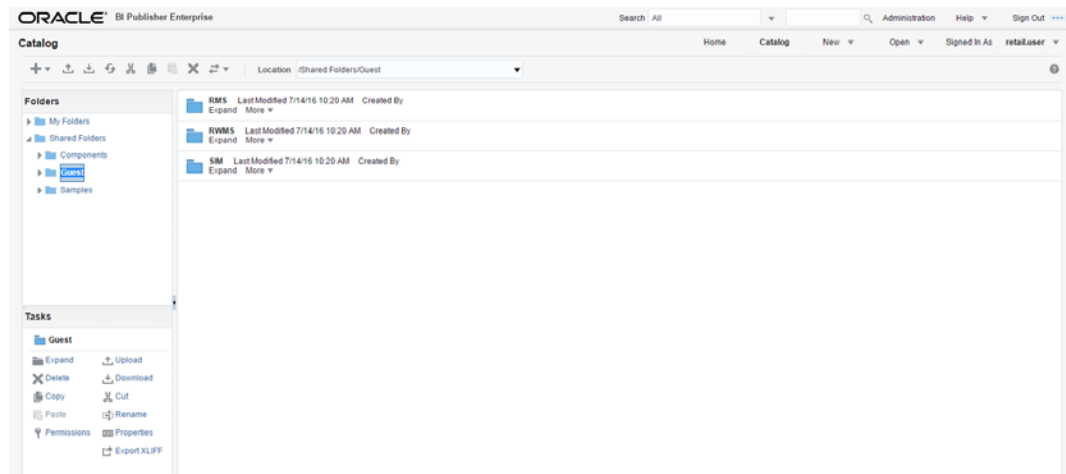 ORACLE BI Publisher Enterprise Search All Administration Help Sign Out
Catalog Home Catalog New Open Signed In As retail.user
Location /Shared Folders/Guest
Folders
My Folders
Shared Folders
Components
Guest
Samples
RMS Last Modified 7/14/16 10:20 AM Created By
Expand More
RWMS Last Modified 7/14/16 10:20 AM Created By
Expand More
SIM Last Modified 7/14/16 10:20 AM Created By
Expand More
Tasks
Guest
Expand Upload
Delete Download
Copy Cut
Paste Rename
Permissions Properties
Export XLIFF